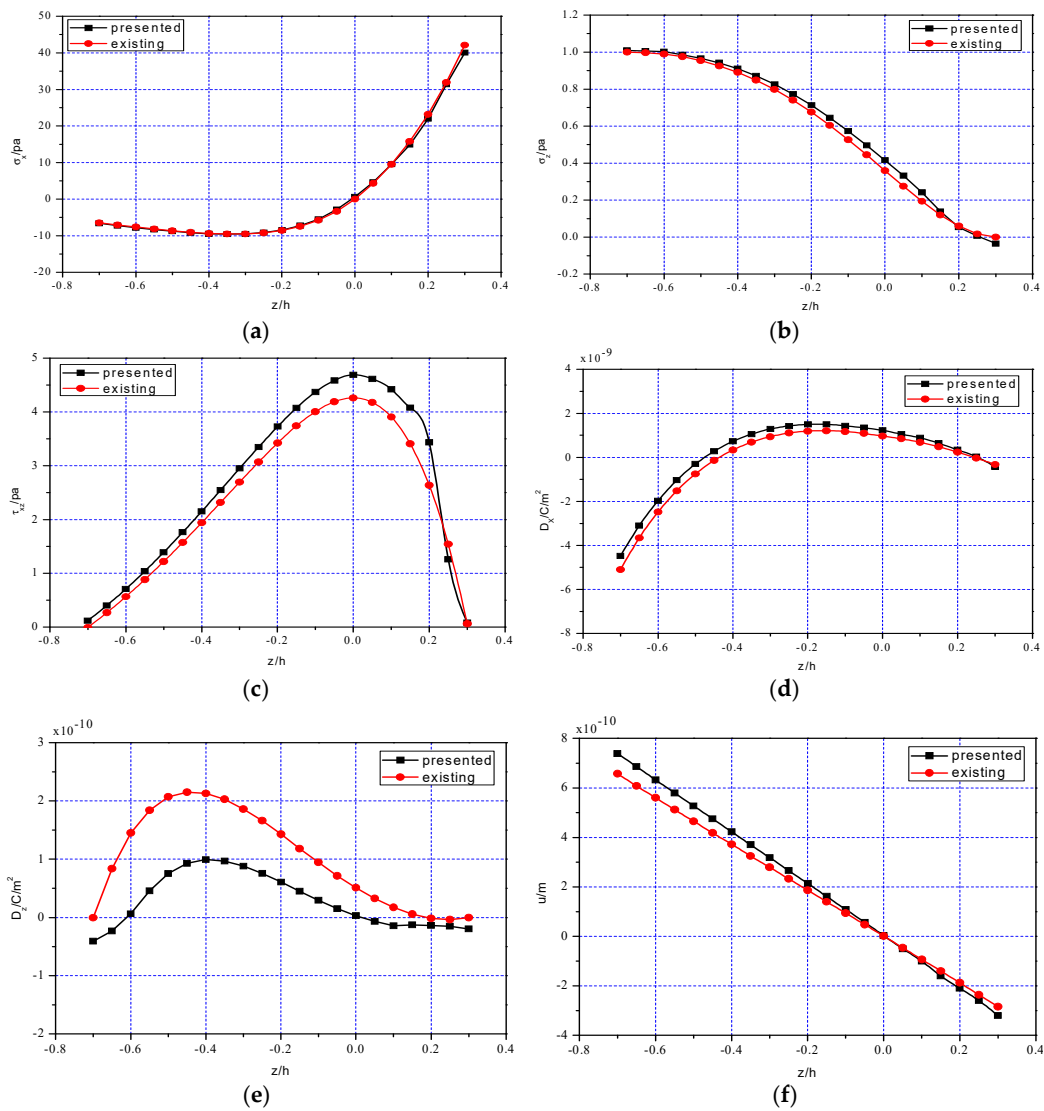 presented
existing
50
40
30
20
10
0
-10
-20
σx/pa
-0.8 -0.6 -0.4 -0.2 0.0 0.2 0.4
z/h
(a)
presented
existing
1.2
1.0
0.8
0.6
0.4
0.2
0.0
-0.2
σz/pa
-0.8 -0.6 -0.4 -0.2 0.0 0.2 0.4
z/h
(b)
presented
existing
5
4
3
2
1
0
τxz/pa
-0.8 -0.6 -0.4 -0.2 0.0 0.2 0.4
z/h
(c)
x10-9
presented
existing
4
2
0
-2
-4
-6
-8
Dx/C/m2
-0.8 -0.6 -0.4 -0.2 0.0 0.2 0.4
z/h
(d)
x10-10
presented
existing
3
2
1
0
-1
-2
Dz/C/m2
-0.8 -0.6 -0.4 -0.2 0.0 0.2 0.4
z/h
(e)
x10-10
presented
existing
8
6
4
2
0
-2
-4
u/m
-0.8 -0.6 -0.4 -0.2 0.0 0.2 0.4
z/h
(f)